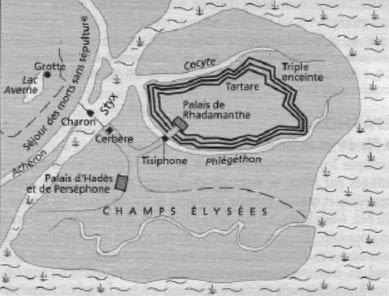 Grotte
Lac
Averne
Séjour des morts sans sépulture
Achéron
Styx
Charon
Cerbère
Cocyte
Triple
enceinte
Tartare
Palais de
Rhadamanthe
Tisiphone
Phlégéthon
Palais d'Hadès
et de Perséphone
CHAMPS ÉLYSÉES